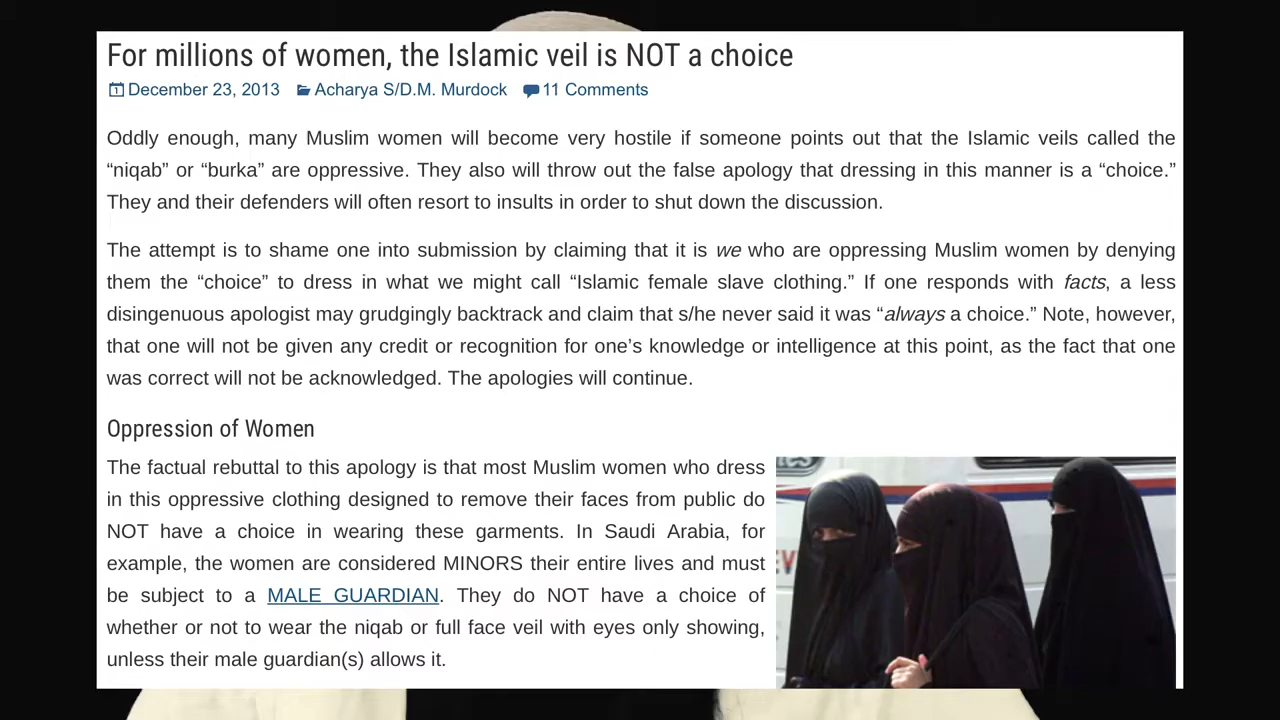 For millions of women, the Islamic veil is NOT a choice
December 23, 2013 Acharya S/D.M. Murdock 11 Comments
Oddly enough, many Muslim women will become very hostile if someone points out that the Islamic veils called the
“niqab” or “burka” are oppressive. They also will throw out the false apology that dressing in this manner is a “choice.”
They and their defenders will often resort to insults in order to shut down the discussion.
The attempt is to shame one into submission by claiming that it is we who are oppressing Muslim women by denying
them the “choice” to dress in what we might call “Islamic female slave clothing.” If one responds with facts, a less
disingenuous apologist may grudgingly backtrack and claim that s/he never said it was “always a choice.” Note, however,
that one will not be given any credit or recognition for one’s knowledge or intelligence at this point, as the fact that one
was correct will not be acknowledged. The apologies will continue.
Oppression of Women
The factual rebuttal to this apology is that most Muslim women who dress
in this oppressive clothing designed to remove their faces from public do
NOT have a choice in wearing these garments. In Saudi Arabia, for
example, the women are considered MINORS their entire lives and must
be subject to a MALE GUARDIAN. They do NOT have a choice of
whether or not to wear the niqab or full face veil with eyes only showing,
unless their male guardian(s) allows it.